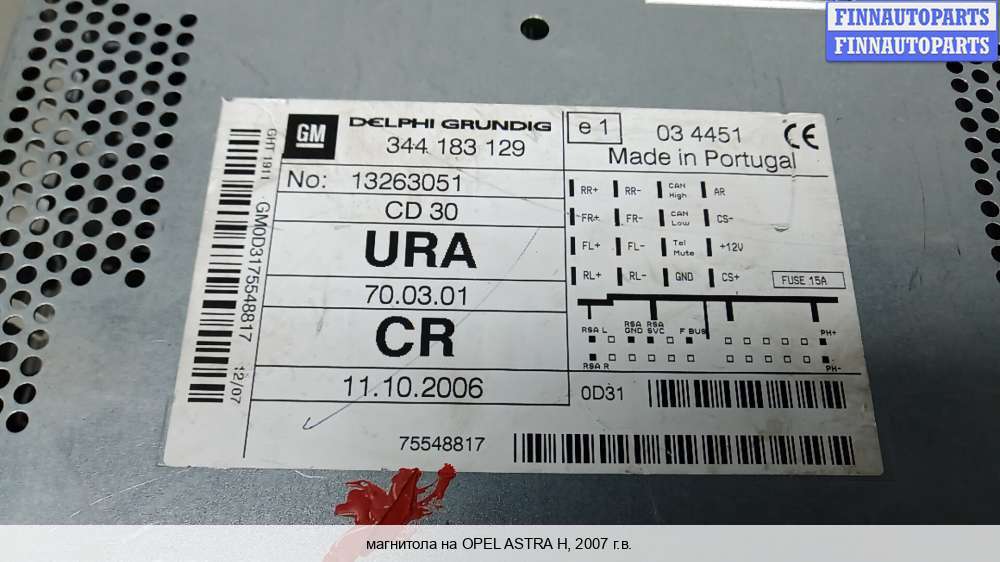 FINNAUTOPARTS
FINNAUTOPARTS
GM DELPHI GRUNDIG
344 183 129
e1 03 4451 CE
Made in Portugal
No: 13263051
CD 30
URA
70.03.01
CR
11.10.2006
RR+ RR- CAN High AR
FR+ FR- CAN Low CS-
FL+ FL- Tel Mute +12V
RL+ RL- GND CS+
FUSE 15A
RSA L RSA GND RSA SVC F BUS PH+
RSA R PH-
0D31
75548817
GHT 1911
GM0D3175548817 12/07
магнитола на OPEL ASTRA H, 2007 г.в.